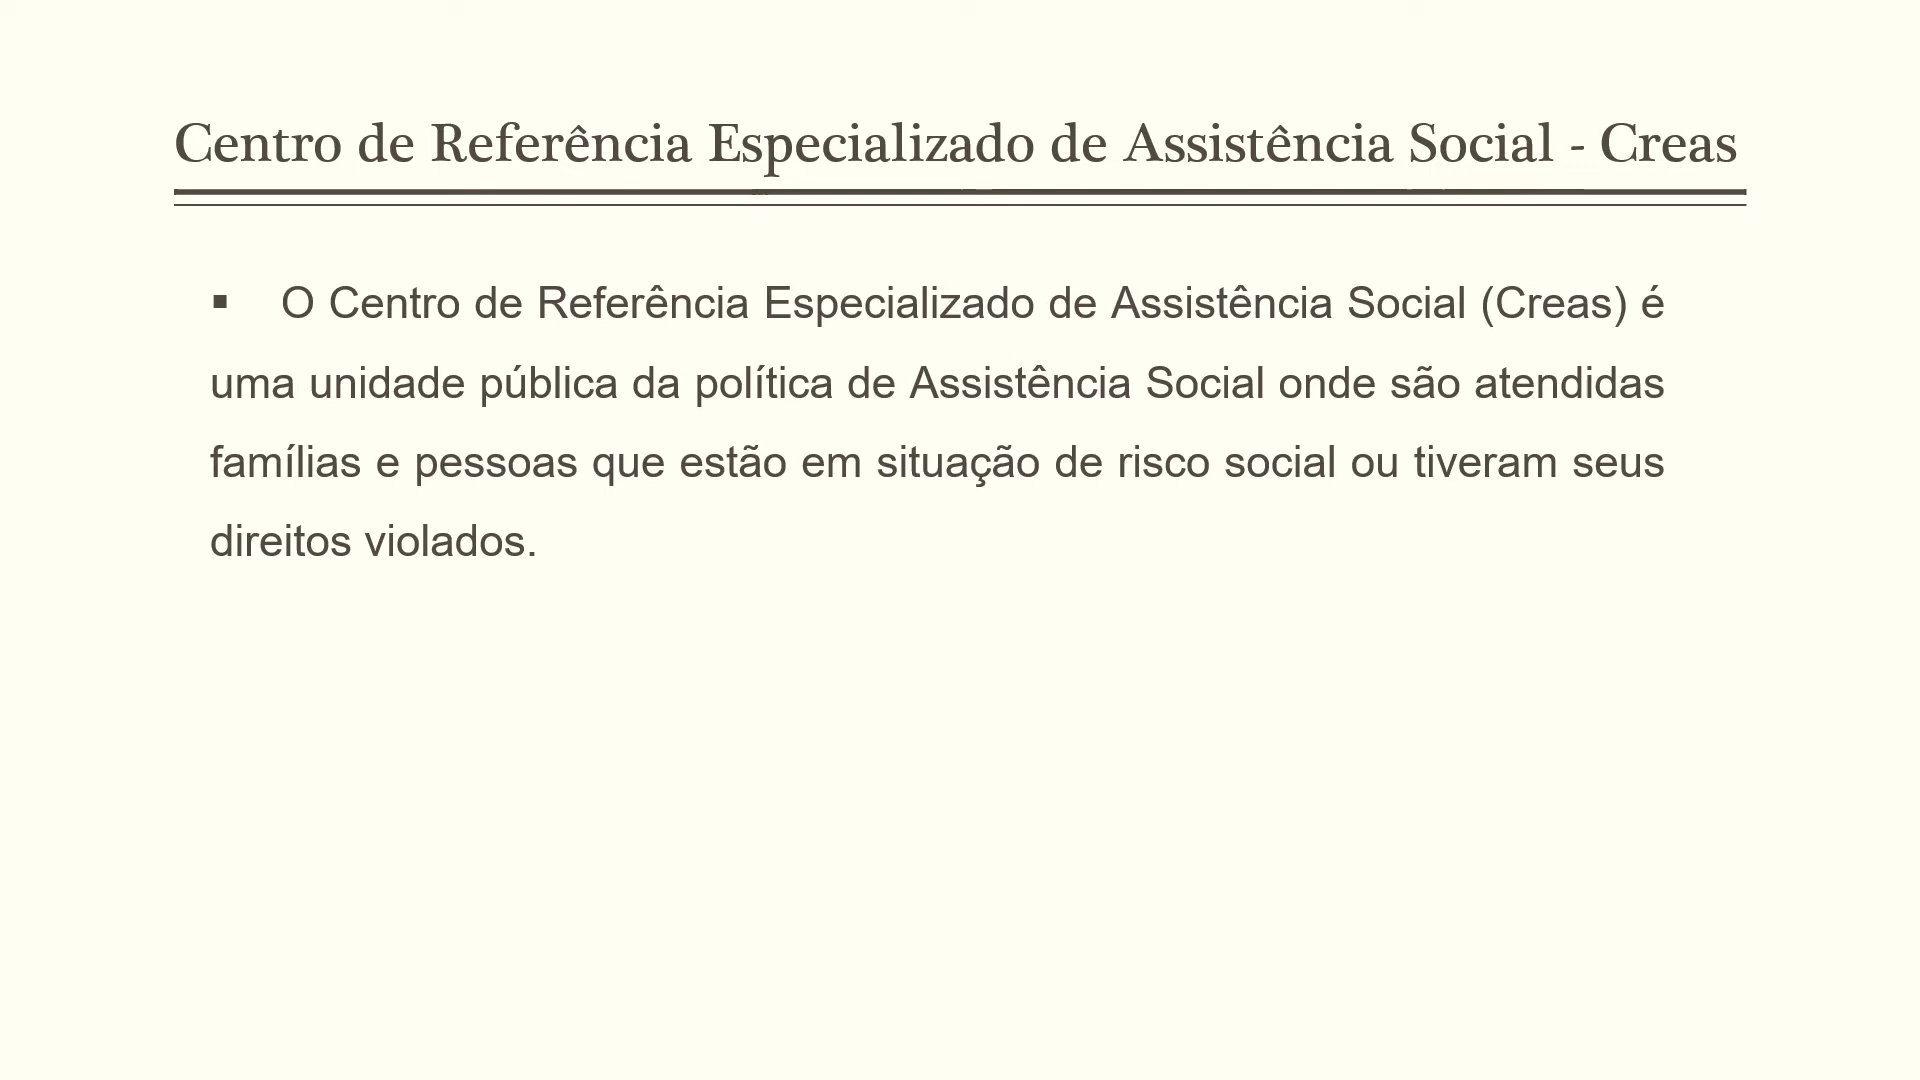 Centro de Referência Especializado de Assistência Social - Creas
▪ O Centro de Referência Especializado de Assistência Social (Creas) é
uma unidade pública da política de Assistência Social onde são atendidas
famílias e pessoas que estão em situação de risco social ou tiveram seus
direitos violados.